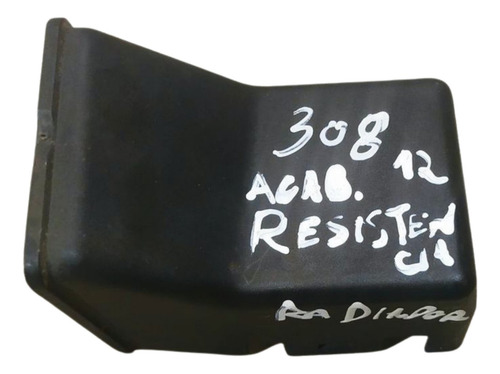 308
ACAB. 12
RESISTEN
CIA
RADIADOR